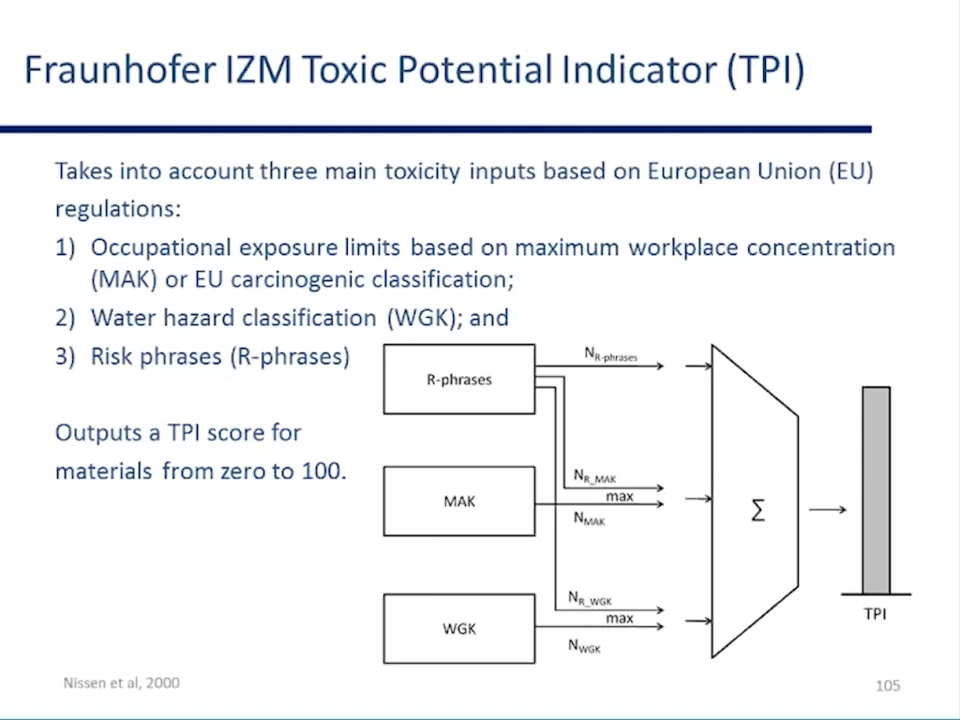 Fraunhofer IZM Toxic Potential Indicator (TPI)
Takes into account three main toxicity inputs based on European Union (EU)
regulations:
1) Occupational exposure limits based on maximum workplace concentration
(MAK) or EU carcinogenic classification;
2) Water hazard classification (WGK); and
3) Risk phrases (R-phrases)
Outputs a TPI score for
materials from zero to 100.
R-phrases
NR-phrases
NR_MAK
max
MAK
NMAK
Σ
NR_WGK
max
WGK
NWGK
TPI
Nissen et al, 2000
105